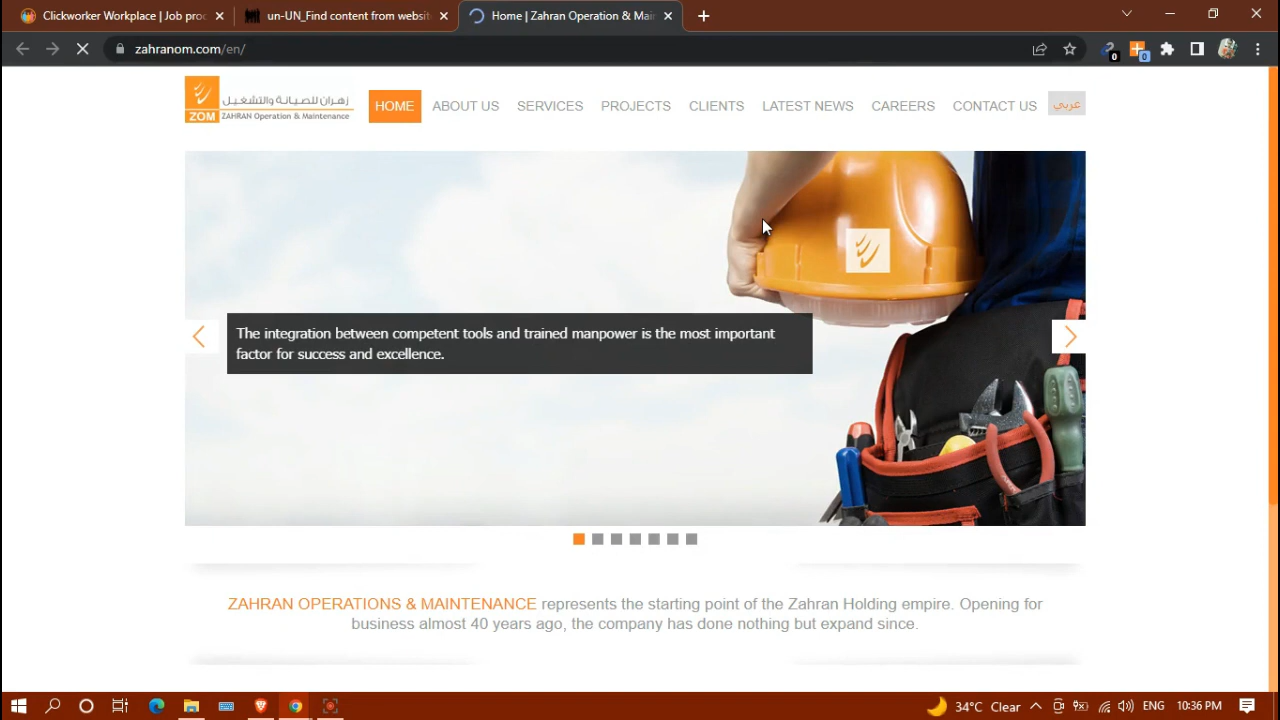 Clickworker Workplace | Job proc
un-UN_Find content from website
Home | Zahran Operation & Mai
zahranom.com/en/
0
0
زهران للصيانة والتشغيل
ZOM
ZAHRAN Operation & Maintenance
HOME
ABOUT US
SERVICES
PROJECTS
CLIENTS
LATEST NEWS
CAREERS
CONTACT US
عربي
The integration between competent tools and trained manpower is the most important
factor for success and excellence.
ZAHRAN OPERATIONS & MAINTENANCE represents the starting point of the Zahran Holding empire. Opening for
business almost 40 years ago, the company has done nothing but expand since.
34°C Clear
ENG
10:36 PM